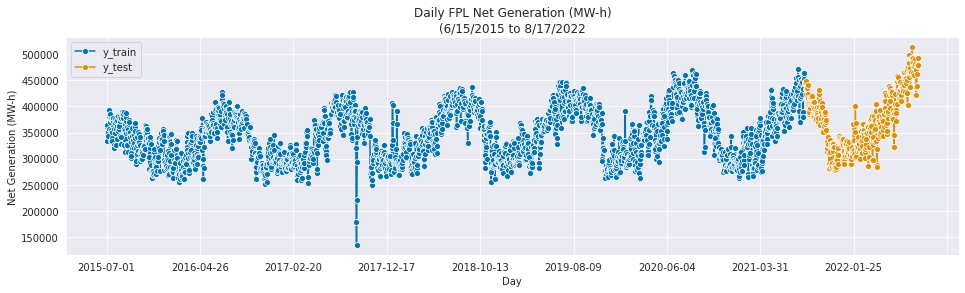 Daily FPL Net Generation (MW-h)
(6/15/2015 to 8/17/2022
y_train
y_test
Net Generation (MW-h)
500000
450000
400000
350000
300000
250000
200000
150000
2015-07-01 2016-04-26 2017-02-20 2017-12-17 2018-10-13 2019-08-09 2020-06-04 2021-03-31 2022-01-25
Day